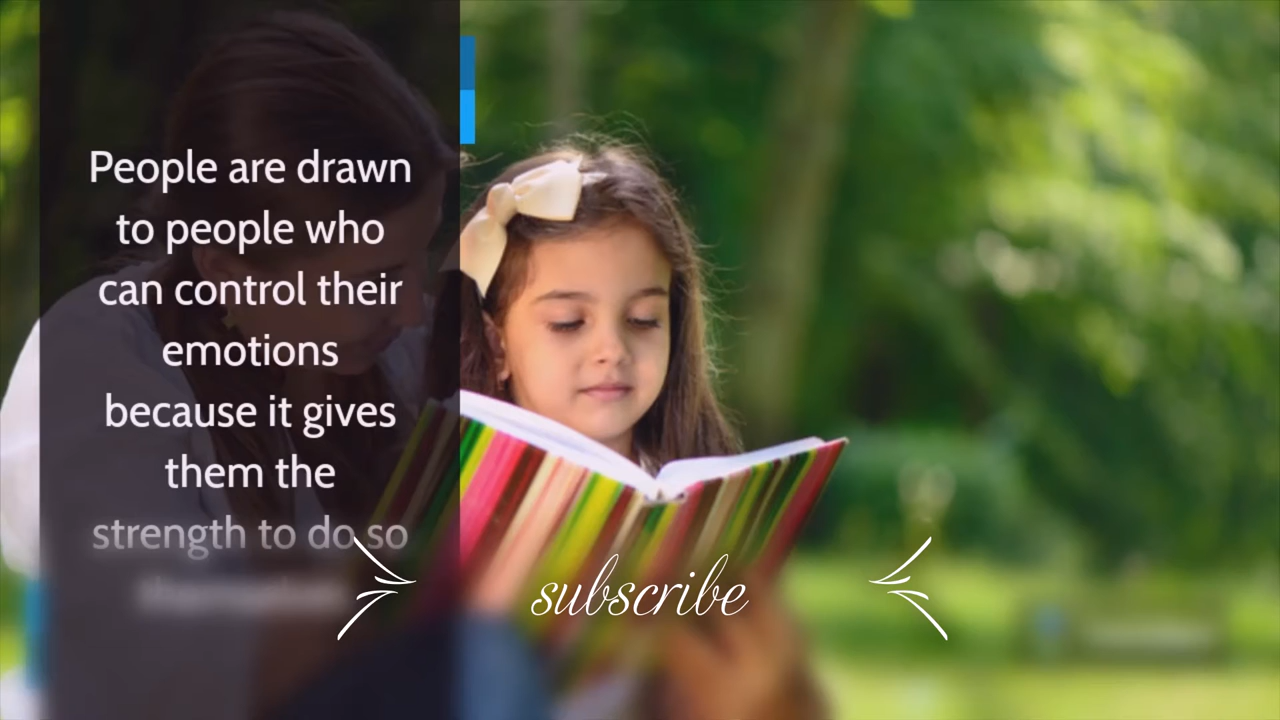 People are drawn
to people who
can control their
emotions
because it gives
them the
strength to do so
subscribe